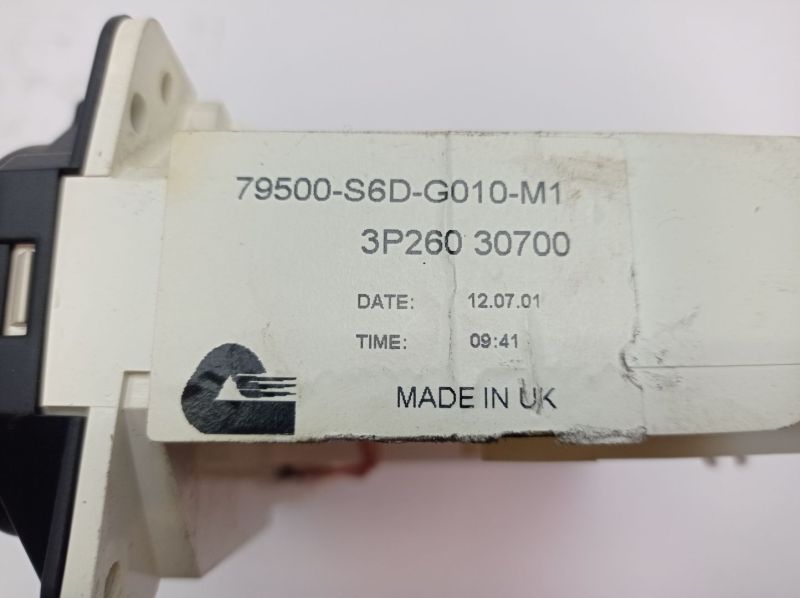 79500-S6D-G010-M1
3P260 30700
DATE: 12.07.01
TIME: 09:41
MADE IN UK